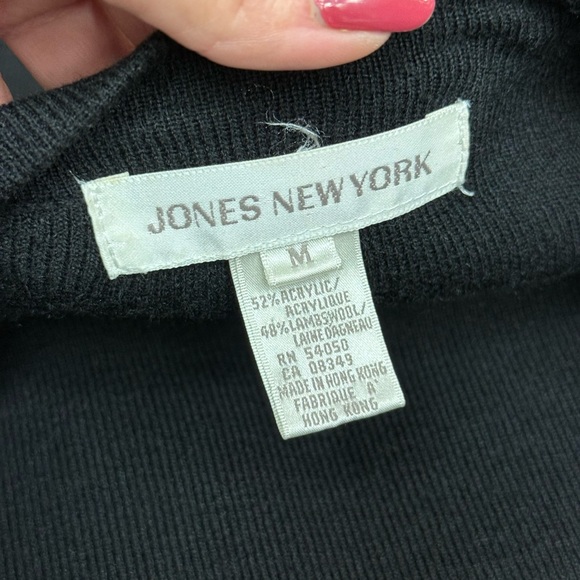 JONES NEW YORK
M
52% ACRYLIC/
ACRYLIQUE
48% LAMBSWOOL/
LAINE D'AGNEAU
RN 54050
CA 08349
MADE IN HONG KONG
FABRIQUE A'
HONG KONG